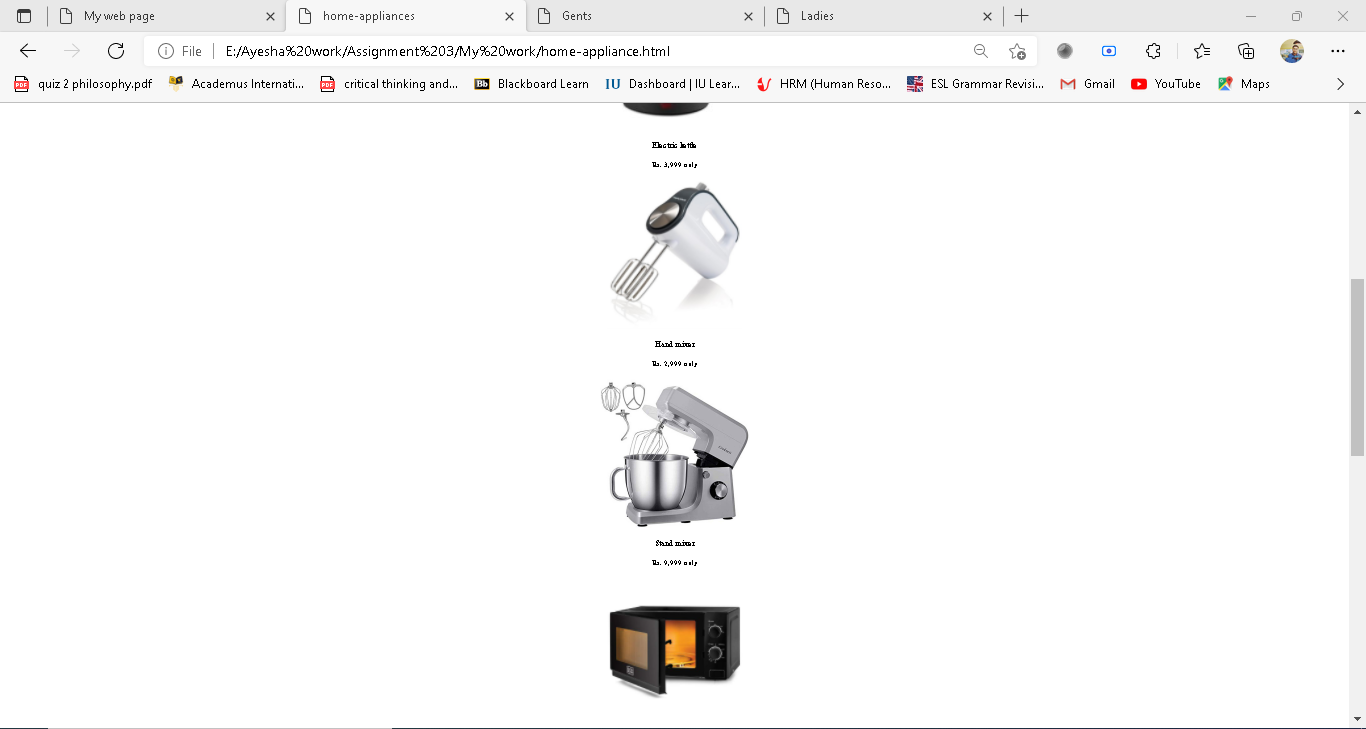 My web page
home-appliances
Gents
Ladies
File
E:/Ayesha%20work/Assignment%203/My%20work/home-appliance.html
quiz 2 philosophy.pdf
Academus Internati...
critical thinking and...
Bb
Blackboard Learn
IU
Dashboard | IU Lear...
HRM (Human Reso...
ESL Grammar Revisi...
Gmail
YouTube
Maps
Electric kettle
Rs. 3,999 only
Hand mixer
Rs. 2,999 only
Stand mixer
Rs. 9,999 only